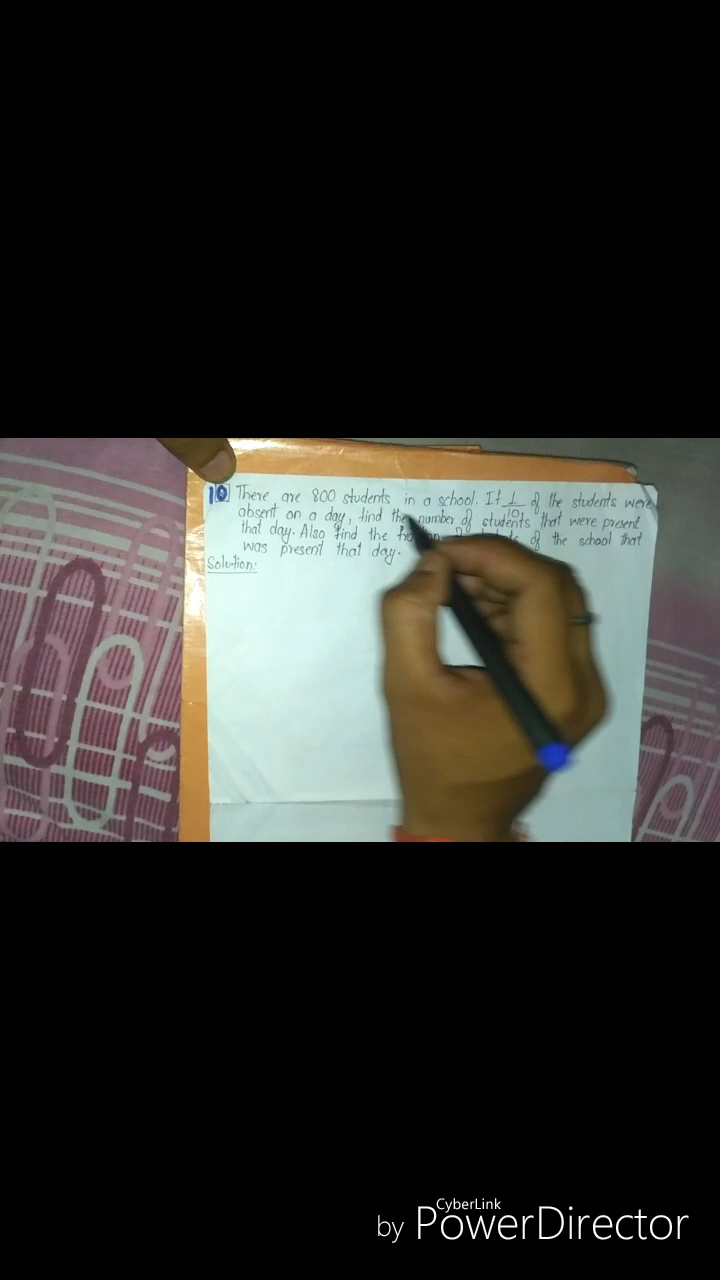 10 There are 800 students in a school. If 1/10 of the students were
absent on a day, find the number of students that were present
that day. Also find the of the school that
was present that day.
Solution:
CyberLink
by PowerDirector